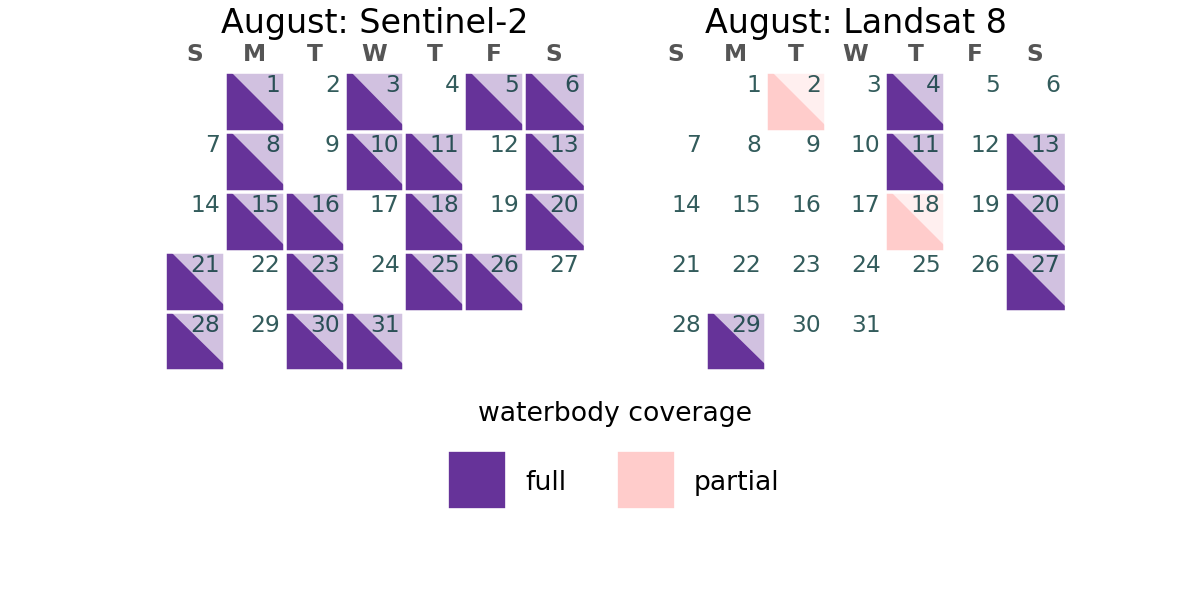 August: Sentinel-2
S M T W T F S
1 2 3 4 5 6
7 8 9 10 11 12 13
14 15 16 17 18 19 20
21 22 23 24 25 26 27
28 29 30 31
August: Landsat 8
S M T W T F S
1 2 3 4 5 6
7 8 9 10 11 12 13
14 15 16 17 18 19 20
21 22 23 24 25 26 27
28 29 30 31
waterbody coverage
full
partial